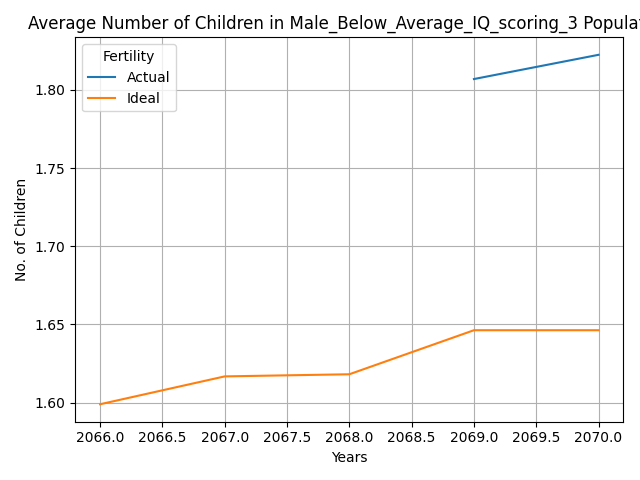 Average Number of Children in Male_Below_Average_IQ_scoring_3 Populat
Fertility
Actual
Ideal
No. of Children
1.80
1.75
1.70
1.65
1.60
2066.0 2066.5 2067.0 2067.5 2068.0 2068.5 2069.0 2069.5 2070.0
Years